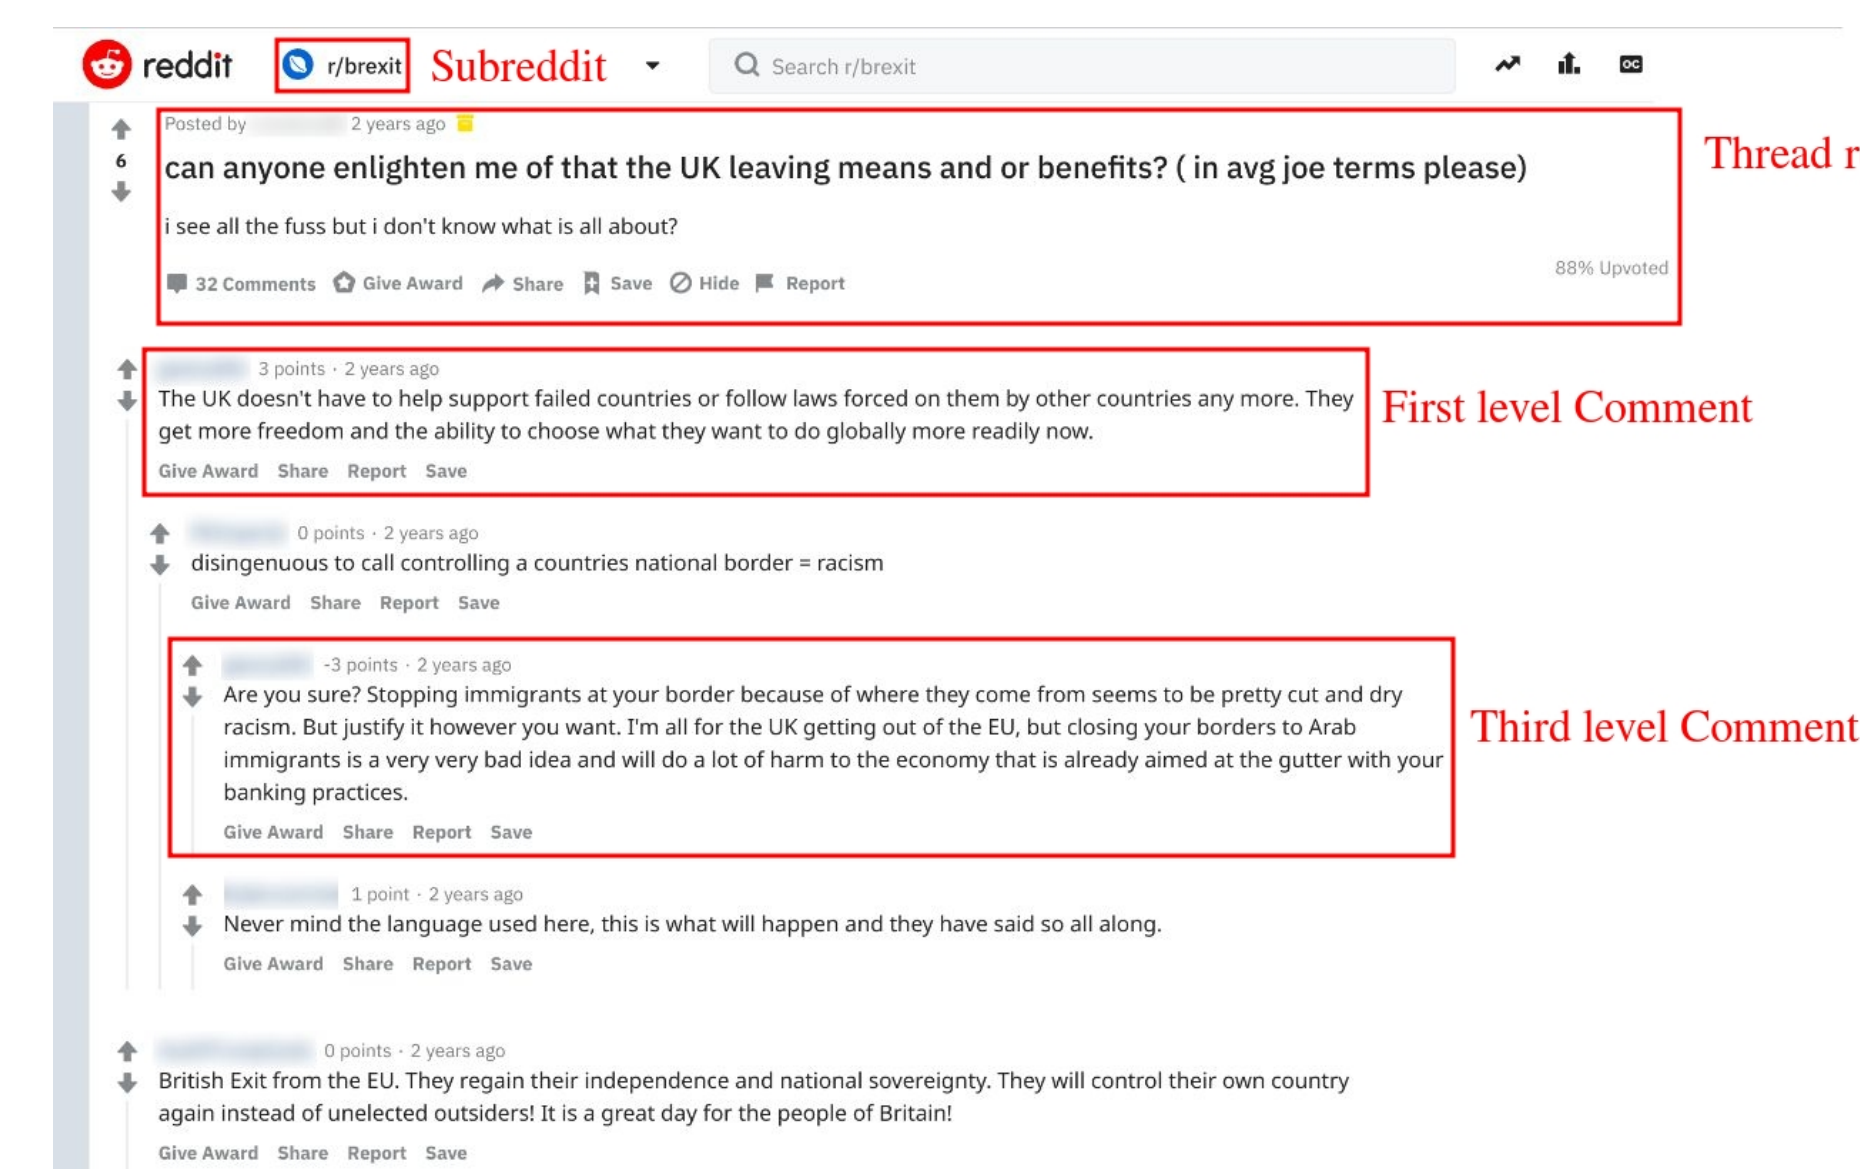 reddit r/brexit Subreddit Search r/brexit OC
Posted by 2 years ago
6
can anyone enlighten me of that the UK leaving means and or benefits? ( in avg joe terms please)
Thread r
i see all the fuss but i don't know what is all about?
88% Upvoted
32 Comments Give Award Share Save Hide Report
3 points · 2 years ago
The UK doesn't have to help support failed countries or follow laws forced on them by other countries any more. They
get more freedom and the ability to choose what they want to do globally more readily now.
First level Comment
Give Award Share Report Save
0 points · 2 years ago
disingenuous to call controlling a countries national border = racism
Give Award Share Report Save
-3 points · 2 years ago
Are you sure? Stopping immigrants at your border because of where they come from seems to be pretty cut and dry
racism. But justify it however you want. I'm all for the UK getting out of the EU, but closing your borders to Arab
immigrants is a very very bad idea and will do a lot of harm to the economy that is already aimed at the gutter with your
banking practices.
Third level Comment
Give Award Share Report Save
1 point · 2 years ago
Never mind the language used here, this is what will happen and they have said so all along.
Give Award Share Report Save
0 points · 2 years ago
British Exit from the EU. They regain their independence and national sovereignty. They will control their own country
again instead of unelected outsiders! It is a great day for the people of Britain!
Give Award Share Report Save